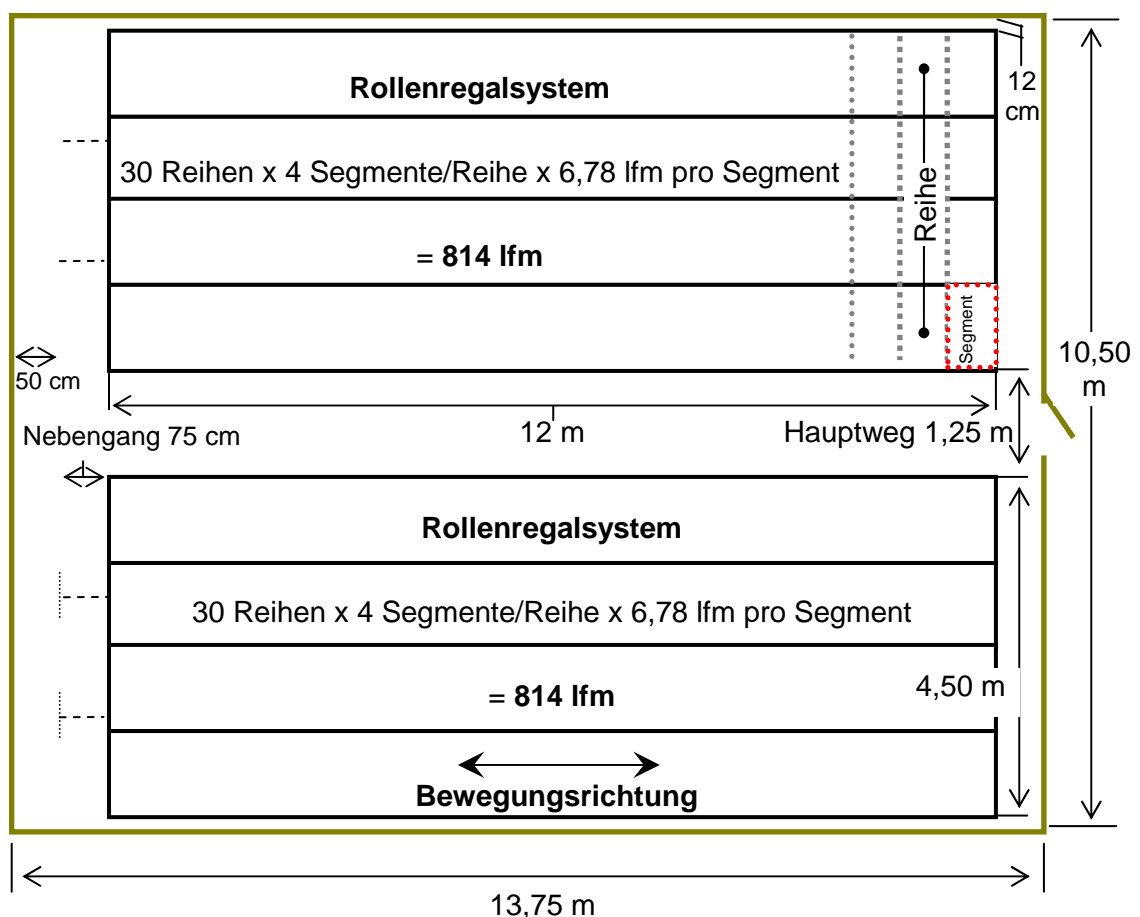 Rollenregalsystem
12
cm
30 Reihen x 4 Segmente/Reihe x 6,78 lfm pro Segment
Reihe
= 814 lfm
Segment
50 cm
10,50
m
Nebengang 75 cm
12 m
Hauptweg 1,25 m
Rollenregalsystem
30 Reihen x 4 Segmente/Reihe x 6,78 lfm pro Segment
= 814 lfm
4,50 m
Bewegungsrichtung
13,75 m